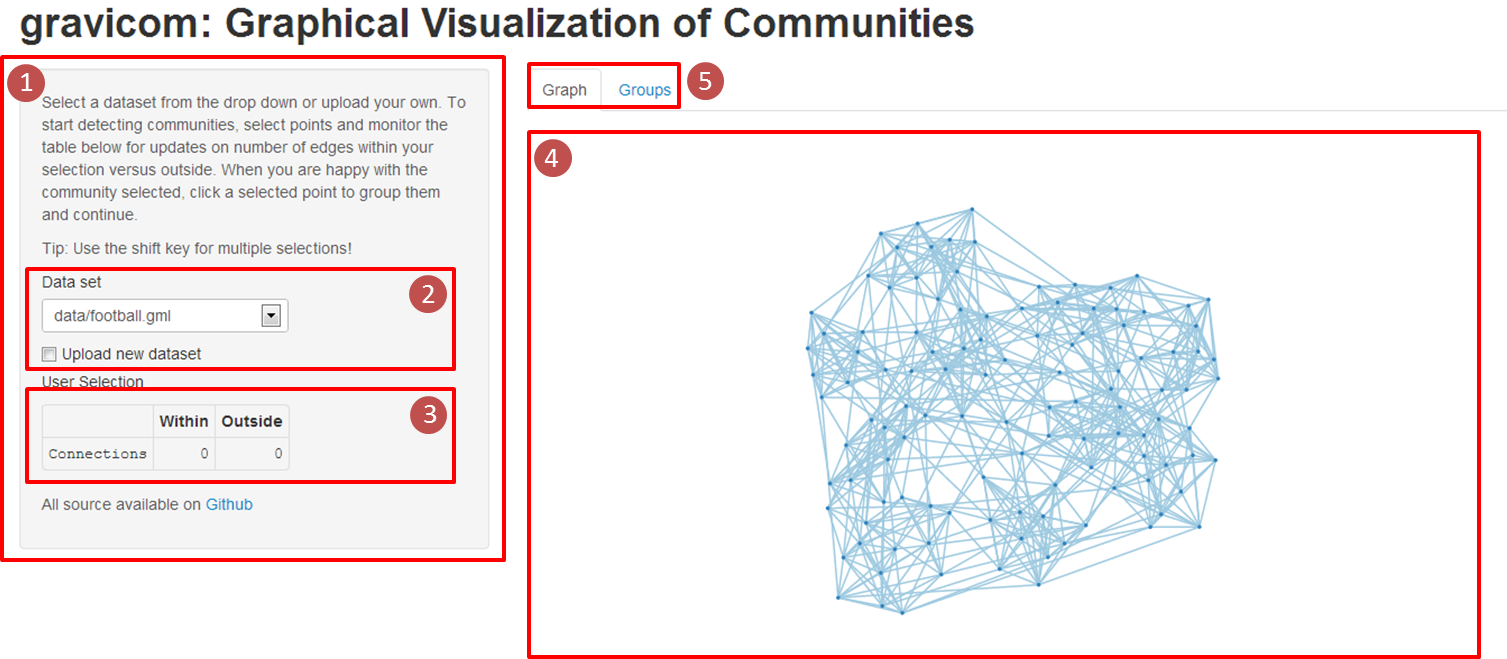 gravicom: Graphical Visualization of Communities
1
Select a dataset from the drop down or upload your own. To
start detecting communities, select points and monitor the
table below for updates on number of edges within your
selection versus outside. When you are happy with the
community selected, click a selected point to group them
and continue.
Tip: Use the shift key for multiple selections!
Data set
2
data/football.gml
Upload new dataset
User Selection
3
Within Outside
Connections 0 0
All source available on Github
Graph Groups
5
4